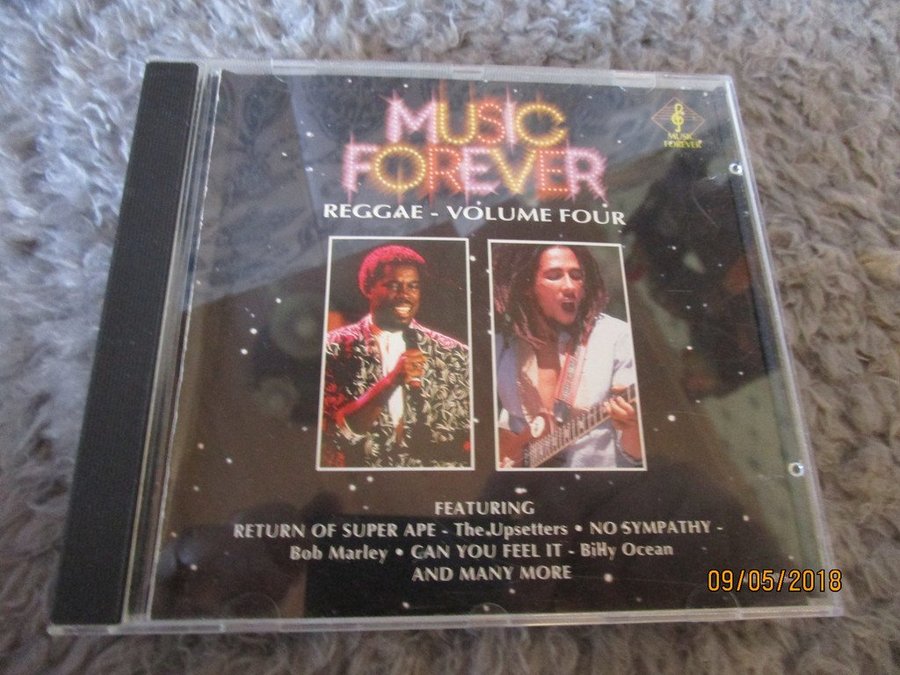 MUSIC
FOREVER
MUSIC
FOREVER
REGGAE - VOLUME FOUR
FEATURING
RETURN OF SUPER APE - The Upsetters • NO SYMPATHY -
Bob Marley • CAN YOU FEEL IT - Billy Ocean
AND MANY MORE
09/05/2018